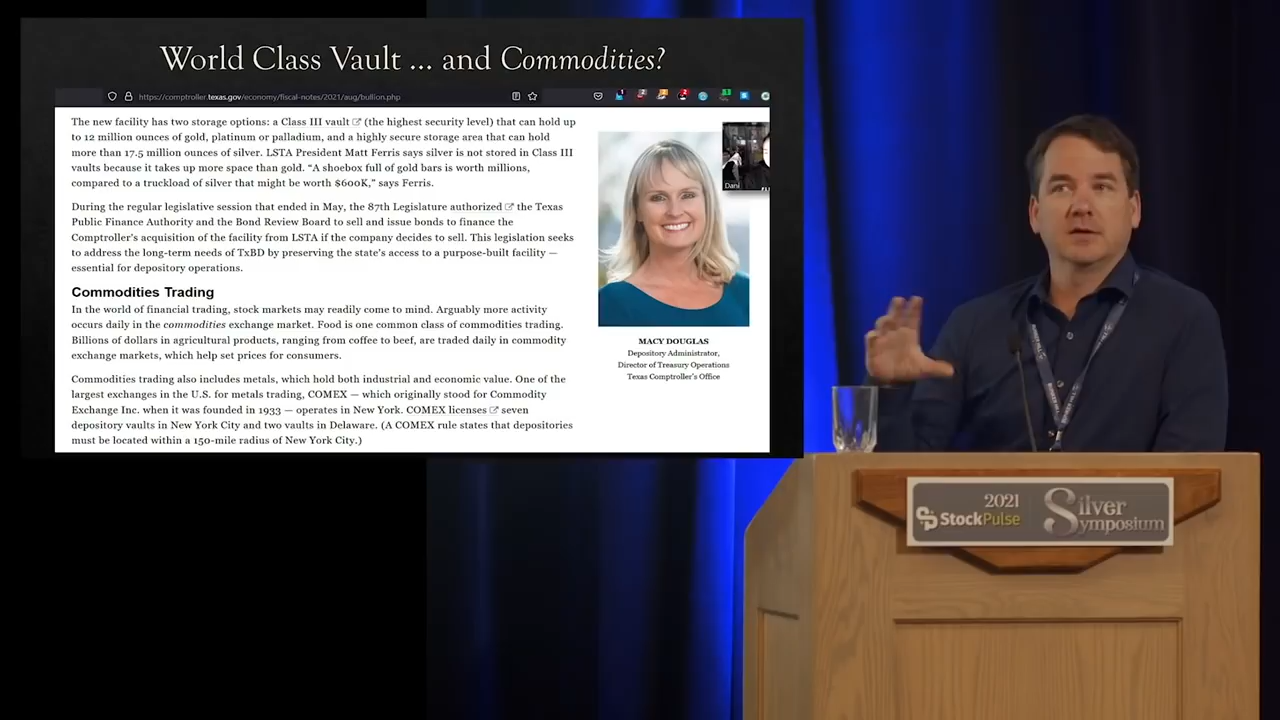 World Class Vault ... and Commodities?
https://comptroller.texas.gov/economy/fiscal-notes/2021/aug/bullion.php
The new facility has two storage options: a Class III vault (the highest security level) that can hold up
to 12 million ounces of gold, platinum or palladium, and a highly secure storage area that can hold
more than 17.5 million ounces of silver. LSTA President Matt Ferris says silver is not stored in Class III
vaults because it takes up more space than gold. “A shoebox full of gold bars is worth millions,
compared to a truckload of silver that might be worth $600K,” says Ferris.
During the regular legislative session that ended in May, the 87th Legislature authorized the Texas
Public Finance Authority and the Bond Review Board to sell and issue bonds to finance the
Comptroller's acquisition of the facility from LSTA if the company decides to sell. This legislation seeks
to address the long-term needs of TxBD by preserving the state's access to a purpose-built facility —
essential for depository operations.
Commodities Trading
In the world of financial trading, stock markets may readily come to mind. Arguably more activity
occurs daily in the commodities exchange market. Food is one common class of commodities trading.
Billions of dollars in agricultural products, ranging from coffee to beef, are traded daily in commodity
exchange markets, which help set prices for consumers.
Commodities trading also includes metals, which hold both industrial and economic value. One of the
largest exchanges in the U.S. for metals trading, COMEX — which originally stood for Commodity
Exchange Inc. when it was founded in 1933 — operates in New York. COMEX licenses seven
depository vaults in New York City and two vaults in Delaware. (A COMEX rule states that depositories
must be located within a 150-mile radius of New York City.)
Dani
MACY DOUGLAS
Depository Administrator,
Director of Treasury Operations
Texas Comptroller's Office
2021
StockPulse
Silver
Symposium